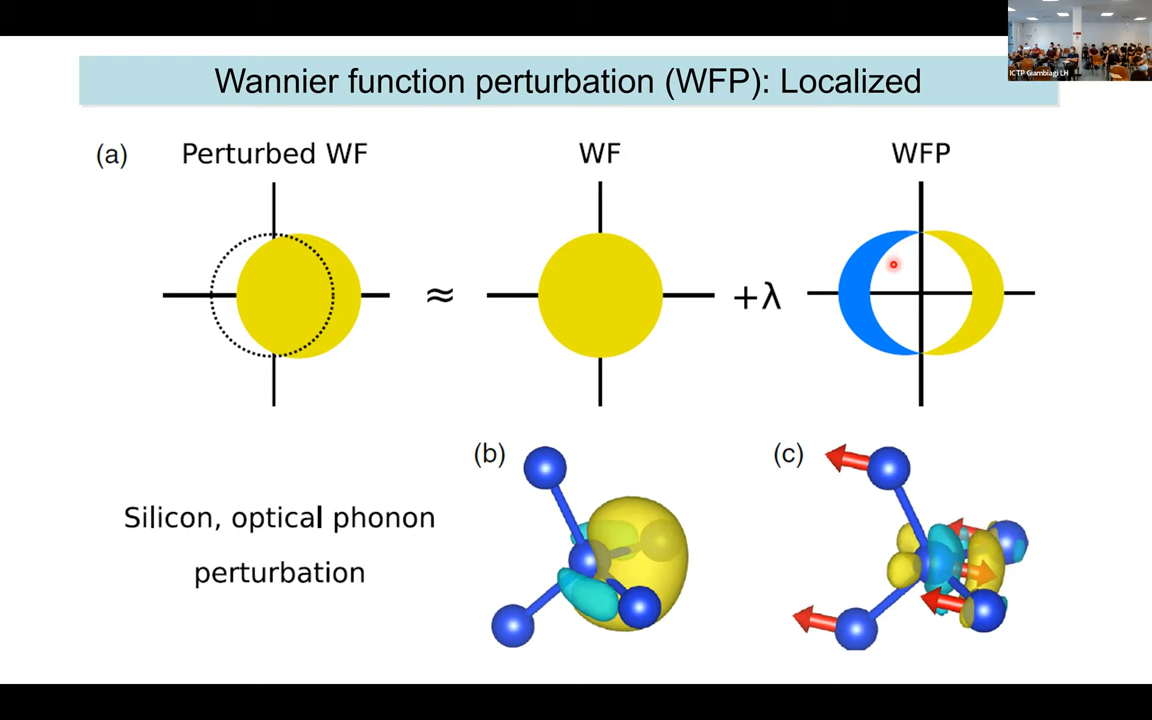 ICTP Giambiagi LH
Wannier function perturbation (WFP): Localized
(a) Perturbed WF WF WFP
≈ +λ
(b) (c)
Silicon, optical phonon
perturbation